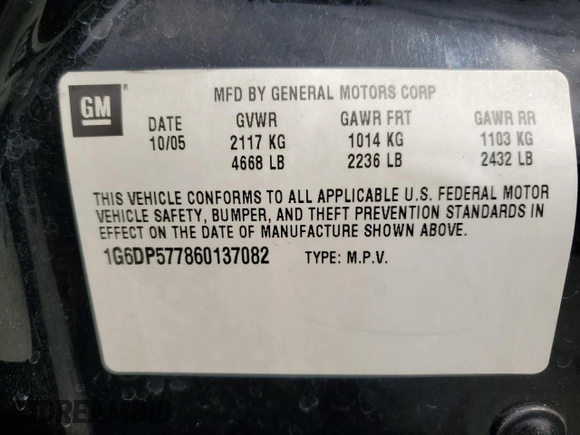 GM
MFD BY GENERAL MOTORS CORP
DATE GVWR GAWR FRT GAWR RR
10/05 2117 KG 1014 KG 1103 KG
4668 LB 2236 LB 2432 LB
THIS VEHICLE CONFORMS TO ALL APPLICABLE U.S. FEDERAL MOTOR
VEHICLE SAFETY, BUMPER, AND THEFT PREVENTION STANDARDS IN
EFFECT ON THE DATE OF MANUFACTURE SHOWN ABOVE.
1G6DP577860137082 TYPE: M.P.V.